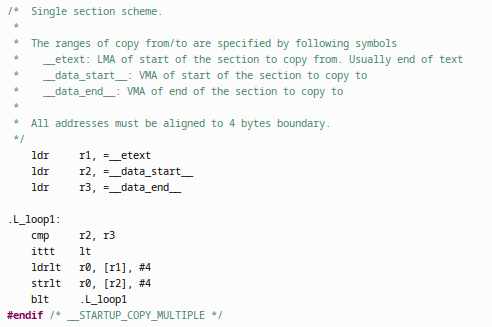 /*  Single section scheme.
 *
 *  The ranges of copy from/to are specified by following symbols
 *    __etext: LMA of start of the section to copy from. Usually end of text
 *    __data_start__: VMA of start of the section to copy to
 *    __data_end__: VMA of end of the section to copy to
 *
 *  All addresses must be aligned to 4 bytes boundary.
 */
    ldr     r1, =__etext
    ldr     r2, =__data_start__
    ldr     r3, =__data_end__

.L_loop1:
    cmp     r2, r3
    ittt    lt
    ldrlt   r0, [r1], #4
    strlt   r0, [r2], #4
    blt     .L_loop1
#endif /* __STARTUP_COPY_MULTIPLE */